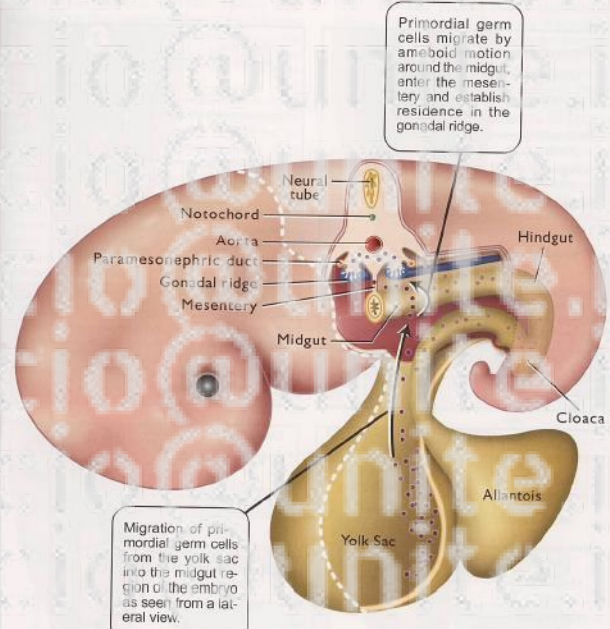 Primordial germ
cells migrate by
ameboid motion
around the midgut,
enter the mesen-
tery and establish
residence in the
gonadal ridge.
Neural
tube
Notochord
Aorta
Paramesonephric duct
Gonadal ridge
Mesentery
Midgut
Hindgut
Cloaca
Allantois
Yolk Sac
Migration of pri-
mordial germ cells
from the yolk sac
into the midgut re-
gion of the embryo
as seen from a lat-
eral view.